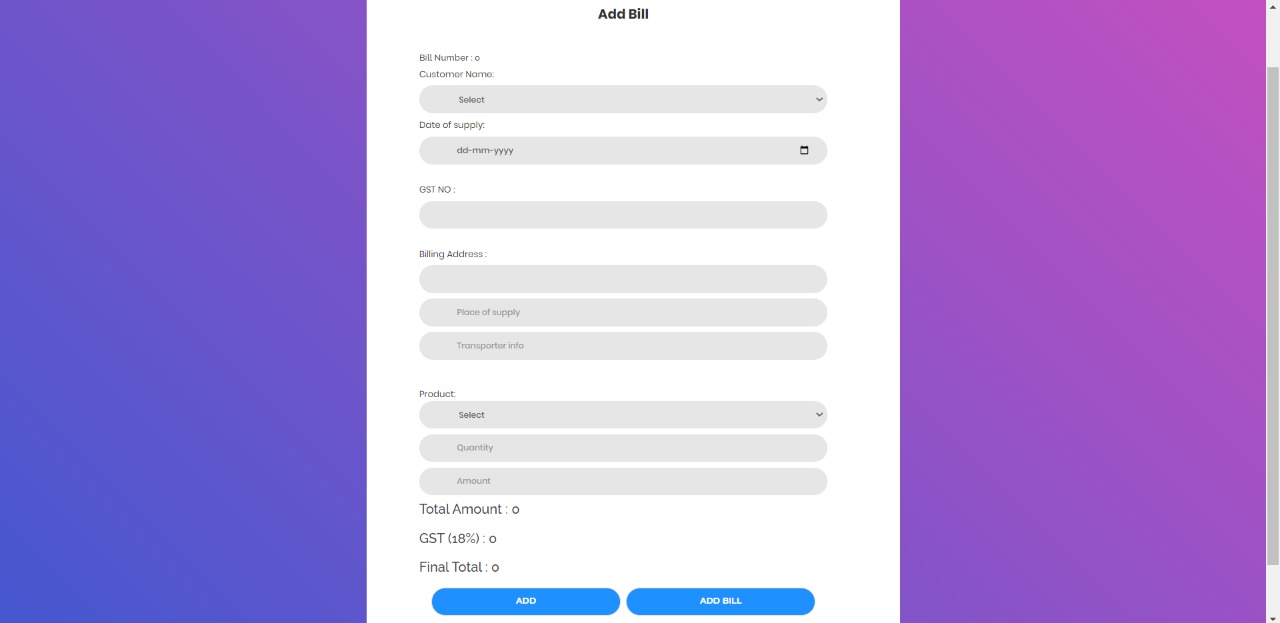 Add Bill
Bill Number : 0
Customer Name:
Select
Date of supply:
dd-mm-yyyy
GST NO :
Billing Address :
Place of supply
Transporter info
Product:
Select
Quantity
Amount
Total Amount : 0
GST (18%) : 0
Final Total : 0
ADD ADD BILL